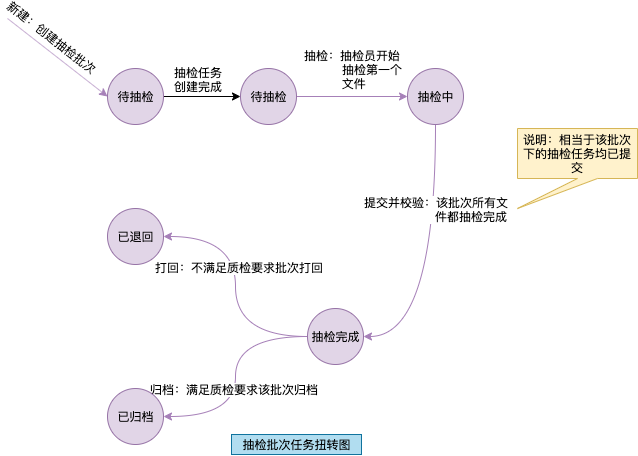 新建：创建抽检批次
待抽检
抽检任务
创建完成
待抽检
抽检：抽检员开始
抽检第一个
文件
抽检中
说明：相当于该批次
下的抽检任务均已提
交
提交并校验：该批次所有文
件都抽检完成
已退回
打回：不满足质检要求批次打回
抽检完成
归档：满足质检要求该批次归档
已归档
抽检批次任务扭转图